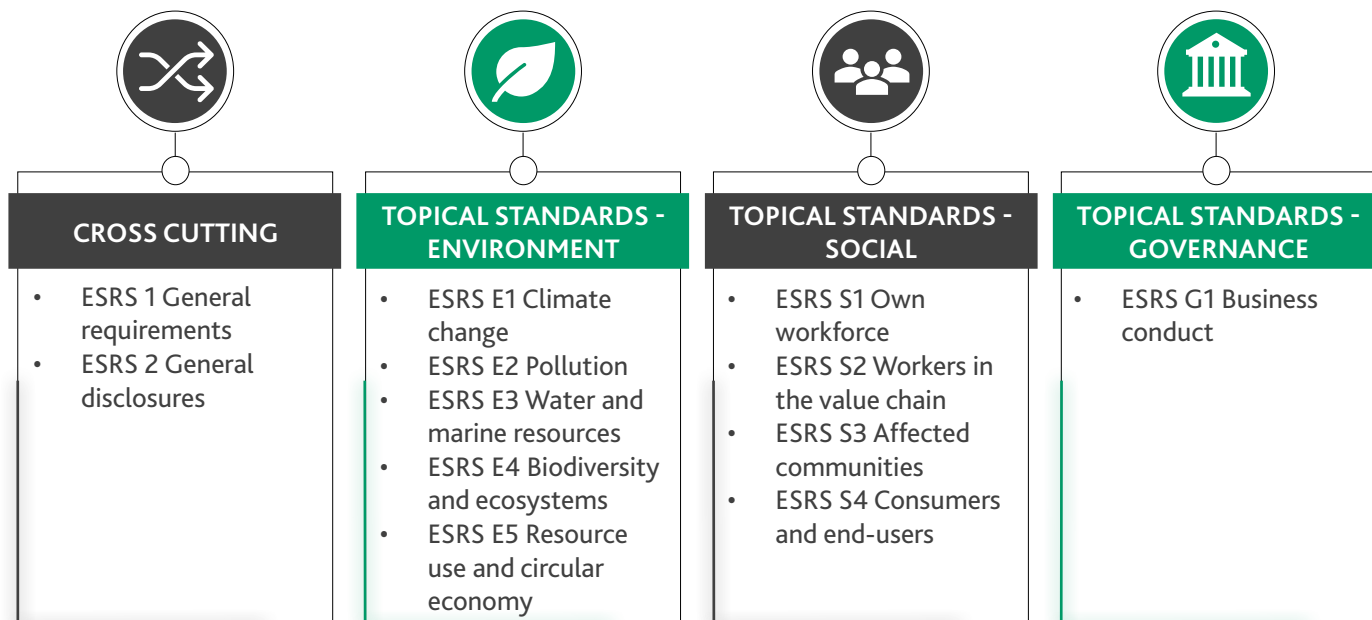 CROSS CUTTING
• ESRS 1 General
requirements
• ESRS 2 General
disclosures
TOPICAL STANDARDS -
ENVIRONMENT
• ESRS E1 Climate
change
• ESRS E2 Pollution
• ESRS E3 Water and
marine resources
• ESRS E4 Biodiversity
and ecosystems
• ESRS E5 Resource
use and circular
economy
TOPICAL STANDARDS -
SOCIAL
• ESRS S1 Own
workforce
• ESRS S2 Workers in
the value chain
• ESRS S3 Affected
communities
• ESRS S4 Consumers
and end-users
TOPICAL STANDARDS -
GOVERNANCE
• ESRS G1 Business
conduct